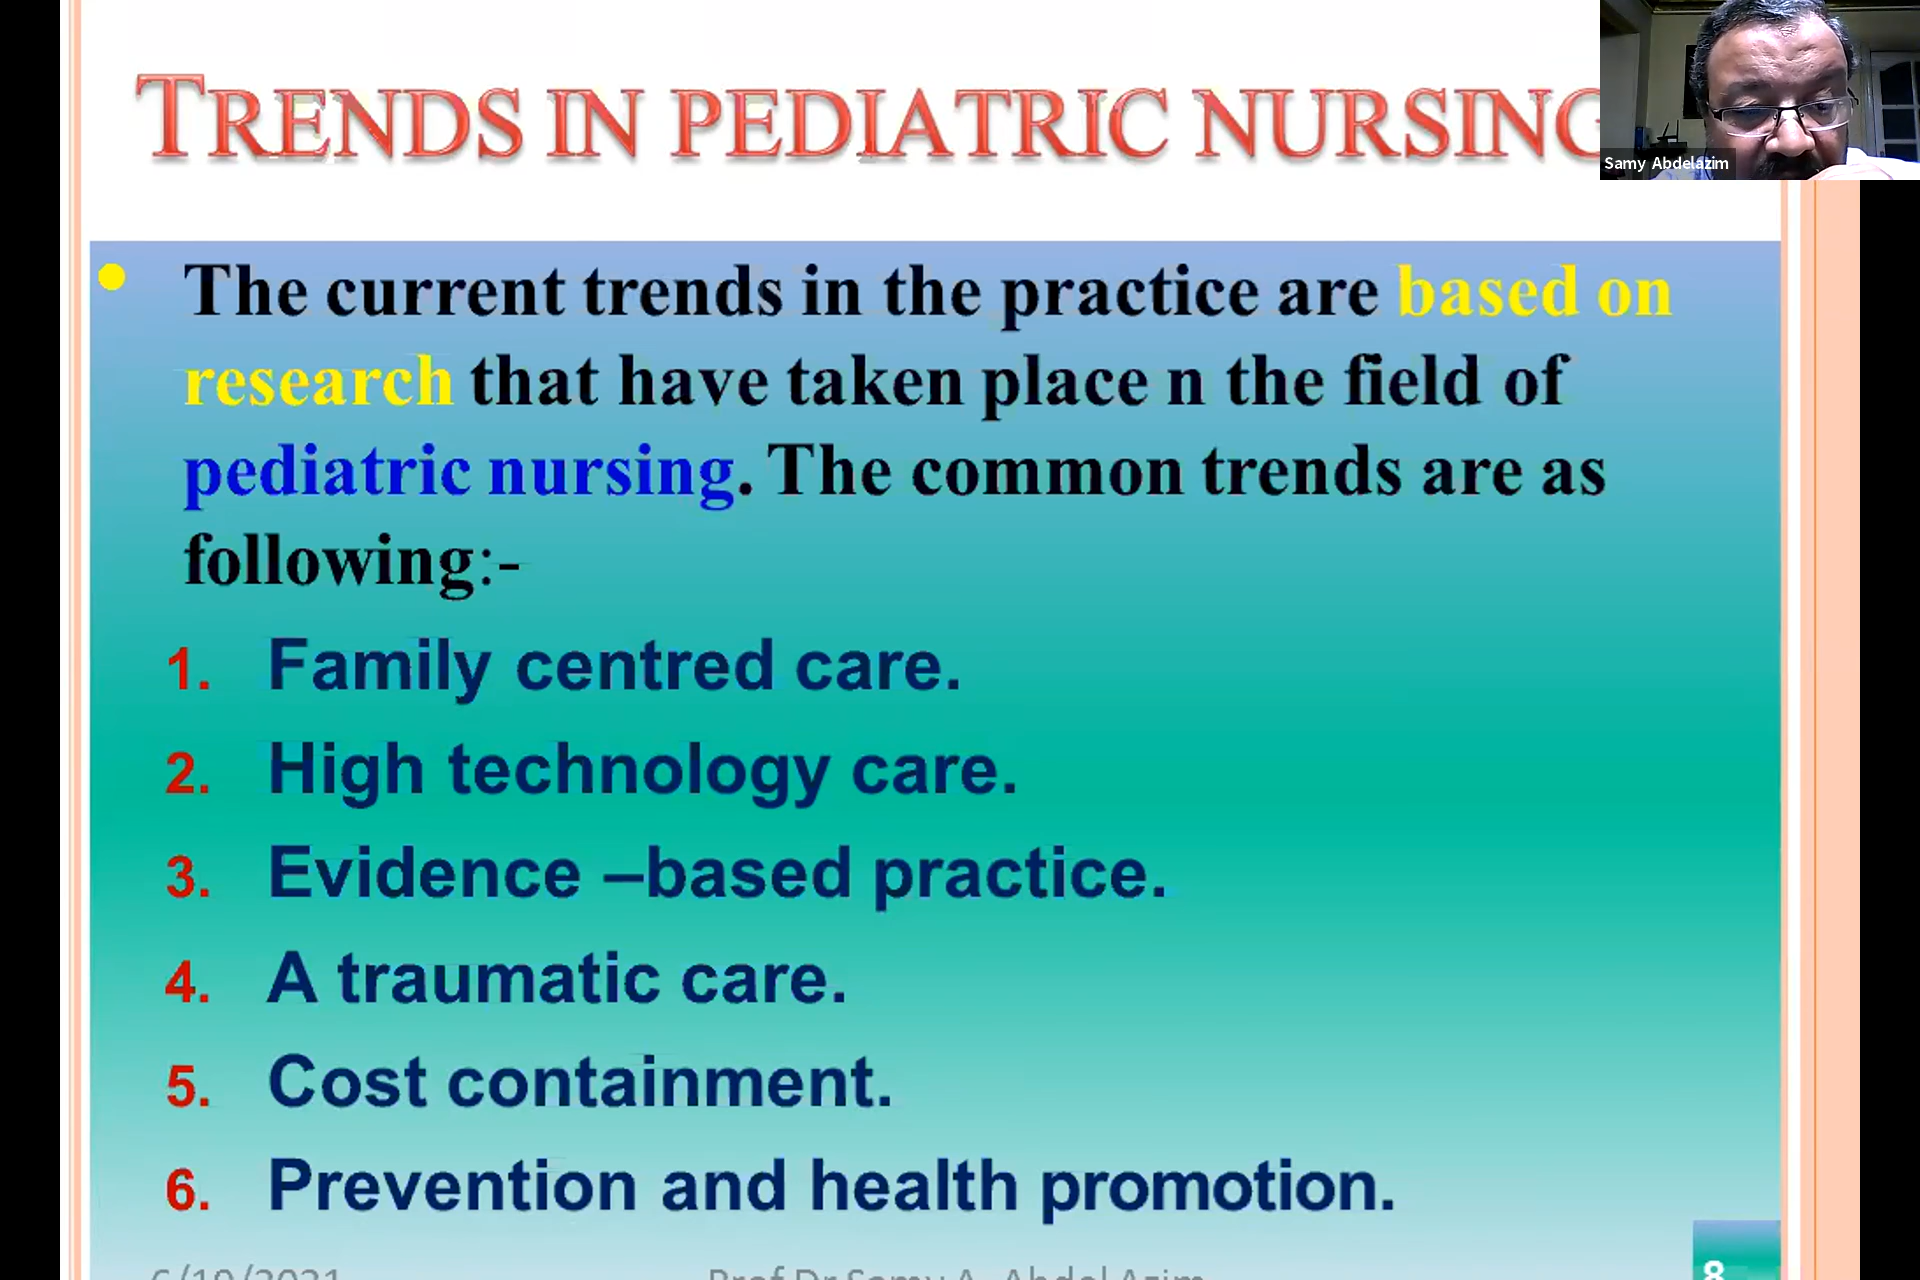 TRENDS IN PEDIATRIC NURSING
Samy Abdelazim
• The current trends in the practice are based on
research that have taken place n the field of
pediatric nursing. The common trends are as
following:-
1. Family centred care.
2. High technology care.
3. Evidence –based practice.
4. A traumatic care.
5. Cost containment.
6. Prevention and health promotion.
6/19/2021 Prof.Dr Samy A. Abdel Azim 8